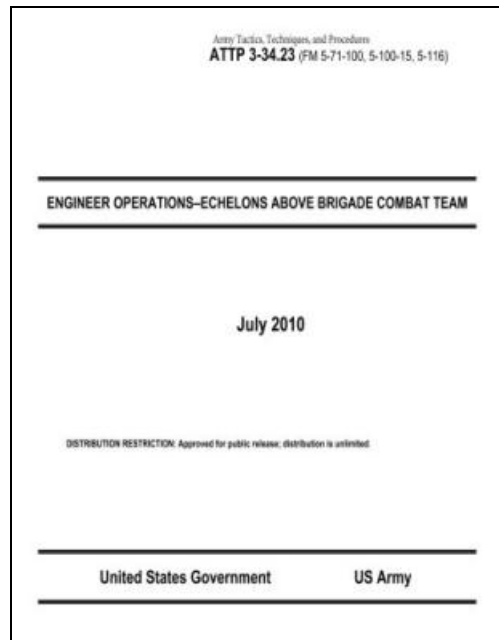 Army Tactics, Techniques, and Procedures
ATTP 3-34.23 (FM 5-71-100, 5-100-15, 5-116)
ENGINEER OPERATIONS–ECHELONS ABOVE BRIGADE COMBAT TEAM
July 2010
DISTRIBUTION RESTRICTION: Approved for public release; distribution is unlimited.
United States Government US Army